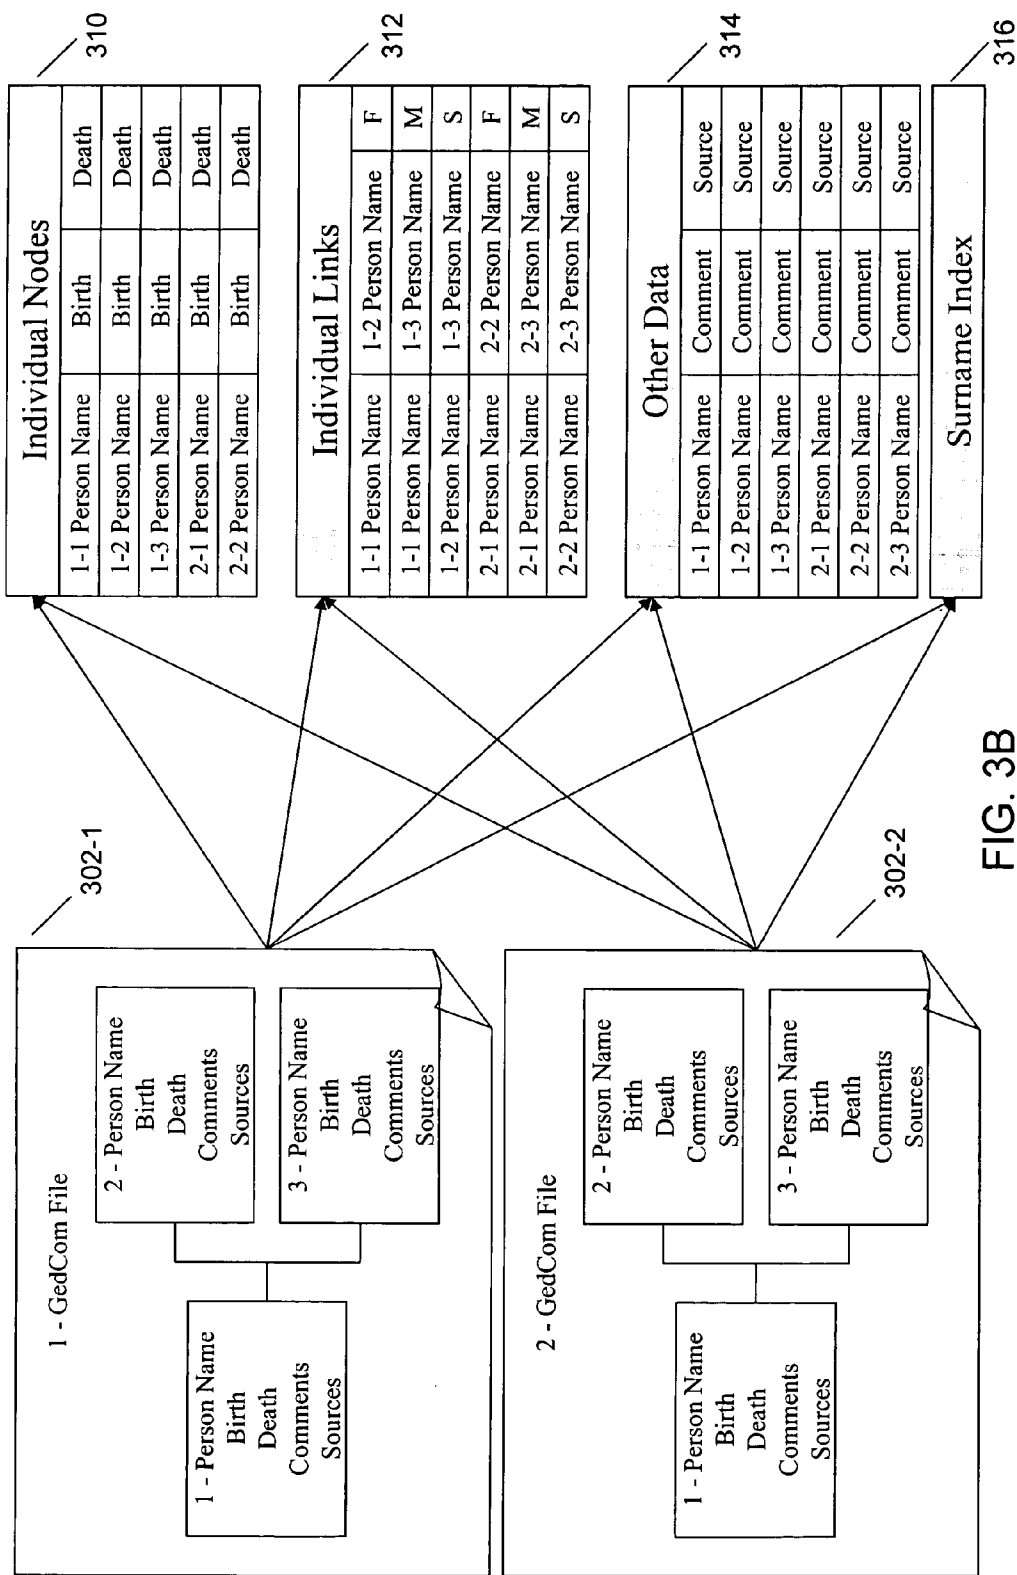 302-1
1 - GedCom File
1 - Person Name
Birth
Death
Comments
Sources
2 - Person Name
Birth
Death
Comments
Sources
3 - Person Name
Birth
Death
Comments
Sources
302-2
2 - GedCom File
1 - Person Name
Birth
Death
Comments
Sources
2 - Person Name
Birth
Death
Comments
Sources
3 - Person Name
Birth
Death
Comments
Sources
310
Individual Nodes
1-1 Person Name Birth Death
1-2 Person Name Birth Death
1-3 Person Name Birth Death
2-1 Person Name Birth Death
2-2 Person Name Birth Death
312
Individual Links
1-1 Person Name 1-2 Person Name F
1-1 Person Name 1-3 Person Name M
1-2 Person Name 1-3 Person Name S
2-1 Person Name 2-2 Person Name F
2-1 Person Name 2-3 Person Name M
2-2 Person Name 2-3 Person Name S
314
Other Data
1-1 Person Name Comment Source
1-2 Person Name Comment Source
1-3 Person Name Comment Source
2-1 Person Name Comment Source
2-2 Person Name Comment Source
2-3 Person Name Comment Source
316
Surname Index
FIG. 3B